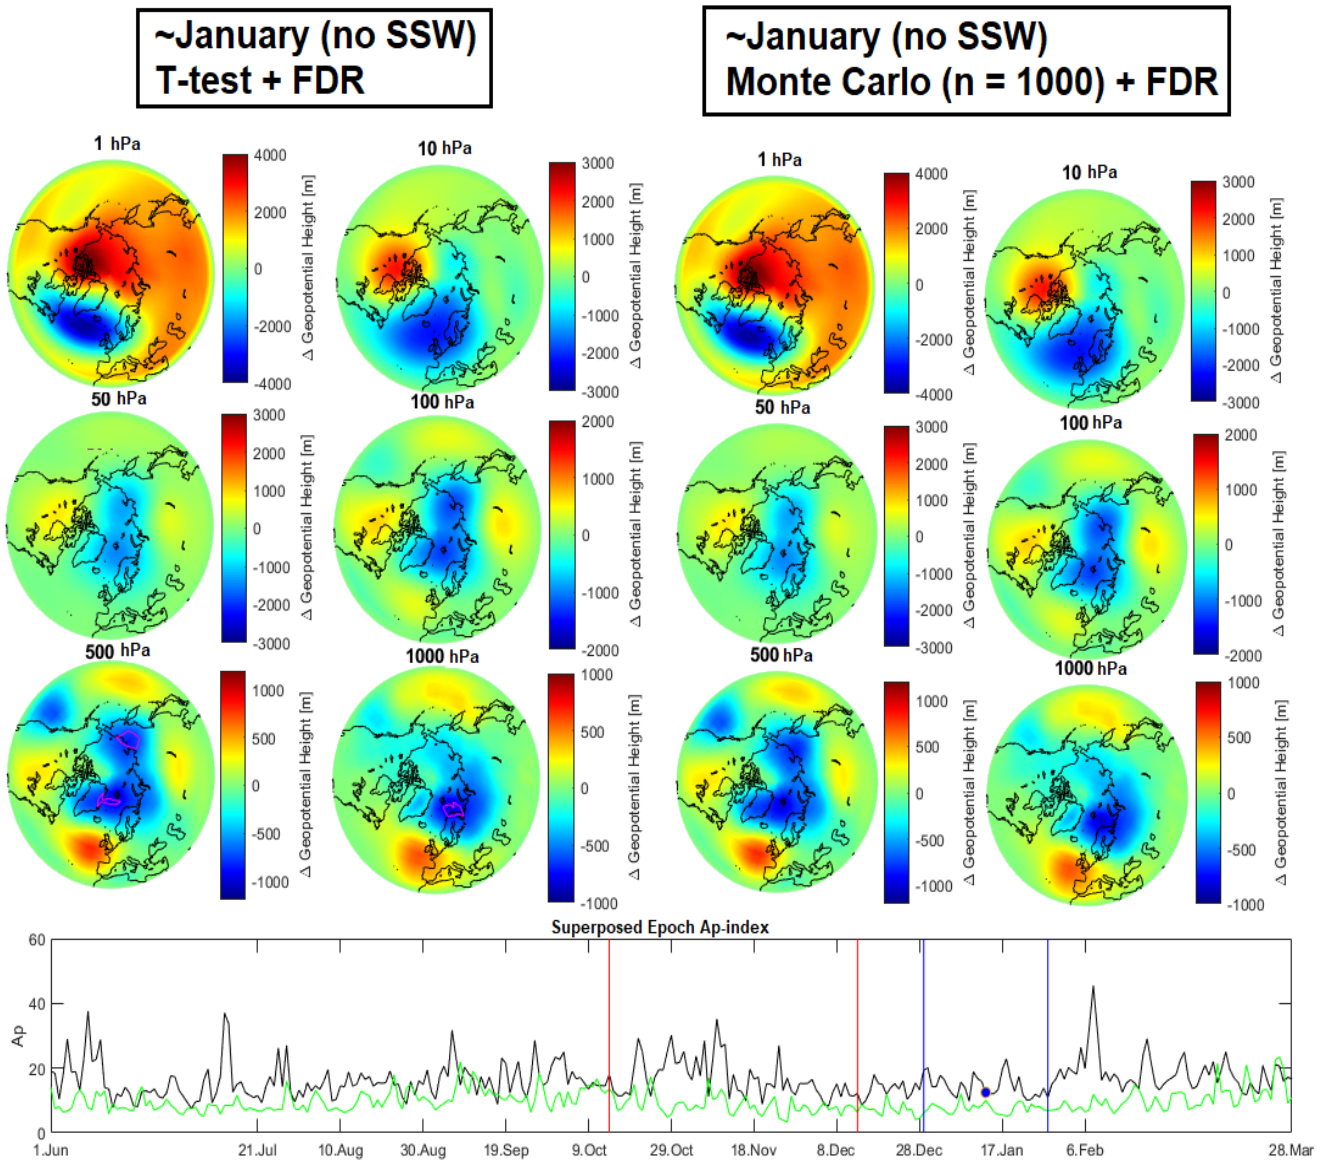 ~January (no SSW)
T-test + FDR
~January (no SSW)
Monte Carlo (n = 1000) + FDR
1 hPa
4000
2000
0
-2000
-4000
Δ Geopotential Height [m]
10 hPa
3000
2000
1000
0
-1000
-2000
-3000
Δ Geopotential Height [m]
1 hPa
4000
2000
0
-2000
-4000
Δ Geopotential Height [m]
10 hPa
3000
2000
1000
0
-1000
-2000
-3000
Δ Geopotential Height [m]
50 hPa
3000
2000
1000
0
-1000
-2000
-3000
Δ Geopotential Height [m]
100 hPa
2000
1000
0
-1000
-2000
Δ Geopotential Height [m]
50 hPa
3000
2000
1000
0
-1000
-2000
-3000
Δ Geopotential Height [m]
100 hPa
2000
1000
0
-1000
-2000
Δ Geopotential Height [m]
500 hPa
1000
500
0
-500
-1000
Δ Geopotential Height [m]
1000 hPa
1000
500
0
-500
-1000
Δ Geopotential Height [m]
500 hPa
1000
500
0
-500
-1000
Δ Geopotential Height [m]
1000 hPa
1000
500
0
-500
-1000
Δ Geopotential Height [m]
Superposed Epoch Ap-index
Ap
60
40
20
0
1.Jun
21.Jul
10.Aug
30.Aug
19.Sep
9.Oct
29.Oct
18.Nov
8.Dec
28.Dec
17.Jan
6.Feb
28.Mar